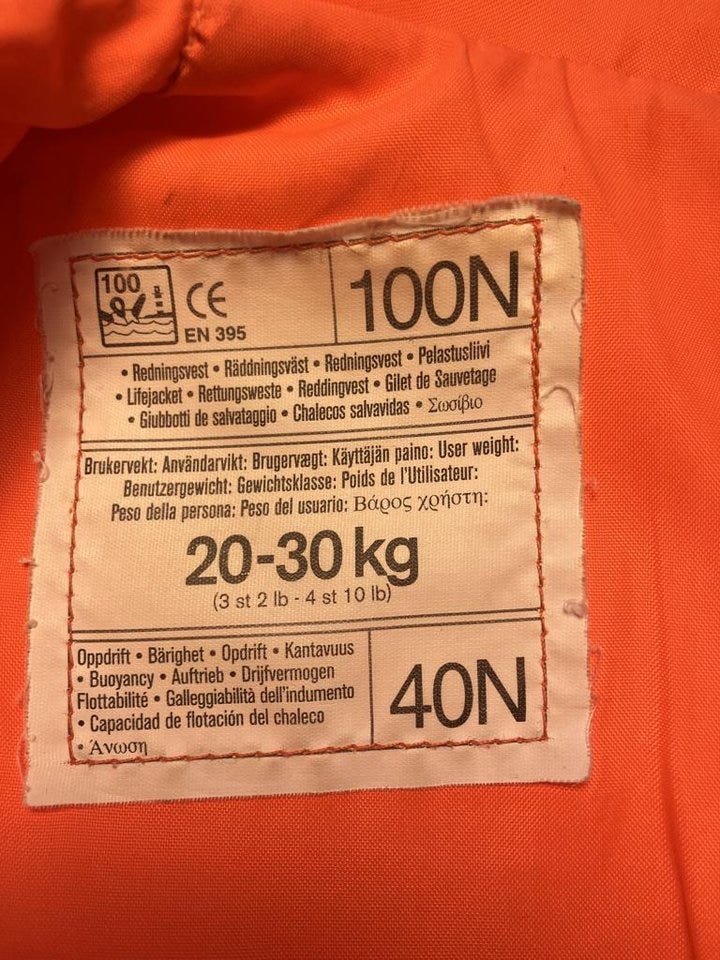 100
CE
EN 395
100N
• Redningsvest • Räddningsväst • Redningsvest • Pelastusliivi
• Lifejacket • Rettungsweste • Reddingvest • Gilet de Sauvetage
• Giubbotti de salvataggio • Chalecos salvavidas • Σωσίβιο
Brukervekt: Användarvikt: Brugervægt: Käyttäjän paino: User weight:
Benutzergewicht: Gewichtsklasse: Poids de l'Utilisateur:
Peso della persona: Peso del usuario: Βάρος χρήστη:
20-30 kg
(3 st 2 lb - 4 st 10 lb)
Oppdrift • Bärighet • Opdrift • Kantavuus
• Buoyancy • Auftrieb • Drijfvermogen
Flottabilité • Galleggiabilità dell'indumento
• Capacidad de flotación del chaleco
• Άνωση
40N